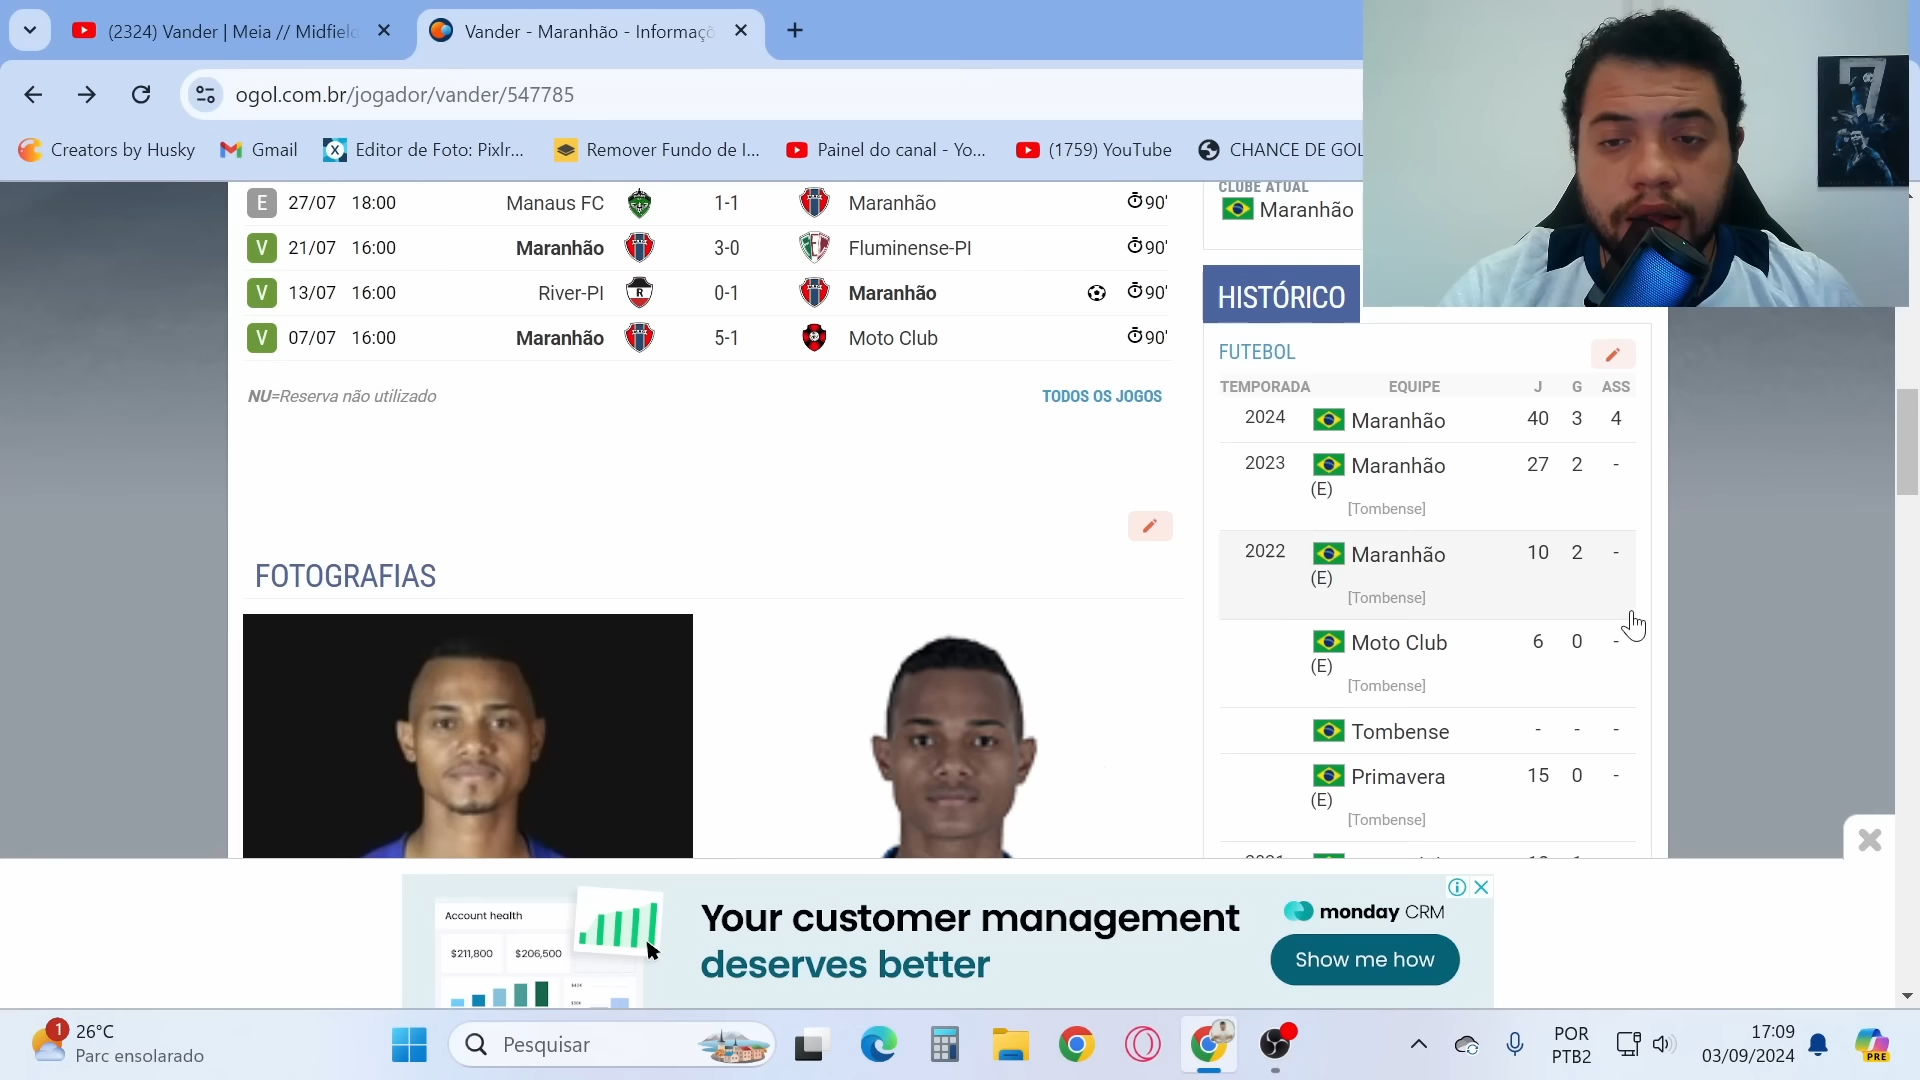 (2324) Vander | Meia // Midfield
Vander - Maranhão - Informaçõ
ogol.com.br/jogador/vander/547785
Creators by Husky
Gmail
Editor de Foto: Pixlr...
Remover Fundo de I...
Painel do canal - Yo...
(1759) YouTube
CHANCE DE GOL
7
E 27/07 18:00 Manaus FC 1-1 Maranhão 90'
V 21/07 16:00 Maranhão 3-0 Fluminense-PI 90'
V 13/07 16:00 River-PI 0-1 Maranhão 90'
V 07/07 16:00 Maranhão 5-1 Moto Club 90'
NU=Reserva não utilizado
TODOS OS JOGOS
FOTOGRAFIAS
CLUBE ATUAL
Maranhão
HISTÓRICO
FUTEBOL
TEMPORADA EQUIPE J G ASS
2024 Maranhão 40 3 4
2023 Maranhão 27 2 -
(E)
[Tombense]
2022 Maranhão 10 2 -
(E)
[Tombense]
Moto Club 6 0 -
(E)
[Tombense]
Tombense - - -
Primavera 15 0 -
(E)
[Tombense]
Account health
$211,800 $206,500
Your customer management
deserves better
monday CRM
Show me how
1
26°C
Parc ensolarado
Pesquisar
POR
PTB2
17:09
03/09/2024
PRE